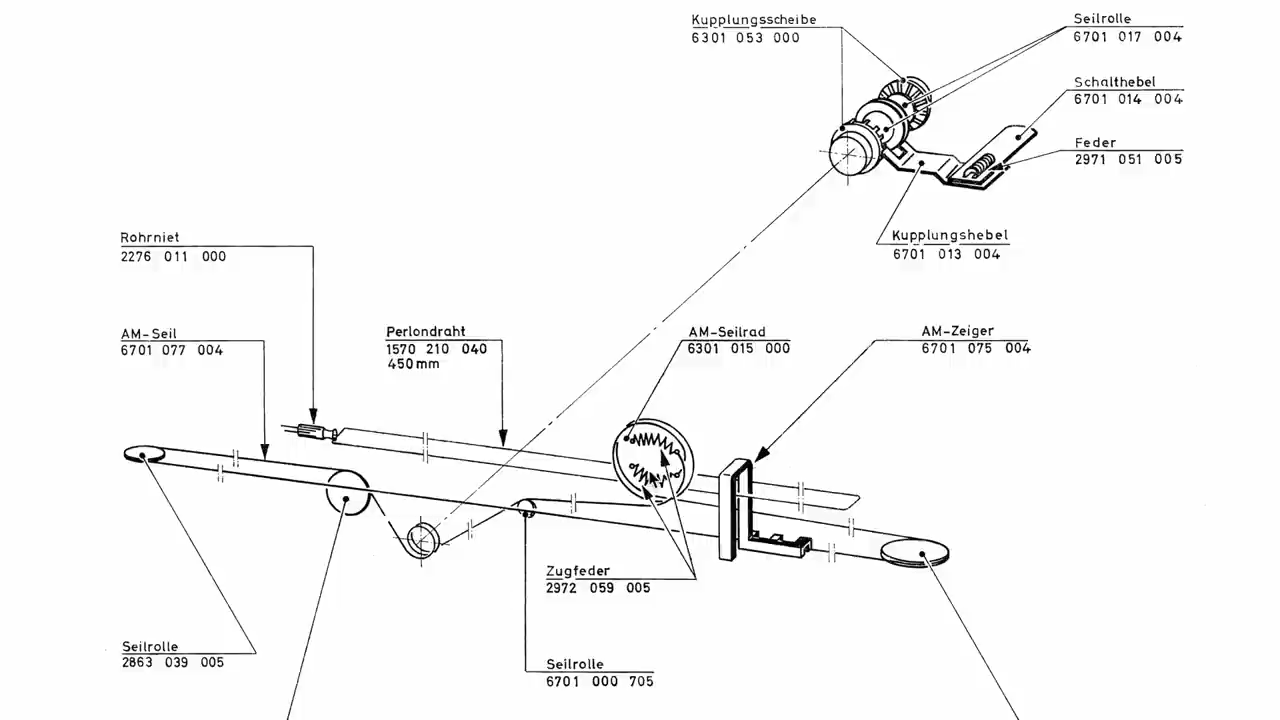 Kupplungsscheibe
6301 053 000
Seilrolle
6701 017 004
Schalthebel
6701 014 004
Feder
2971 051 005
Kupplungshebel
6701 013 004
Rohrniet
2276 011 000
AM-Seil
6701 077 004
Perlondraht
1570 210 040
450mm
AM-Seilrad
6301 015 000
AM-Zeiger
6701 075 004
Zugfeder
2972 059 005
Seilrolle
2863 039 005
Seilrolle
6701 000 705